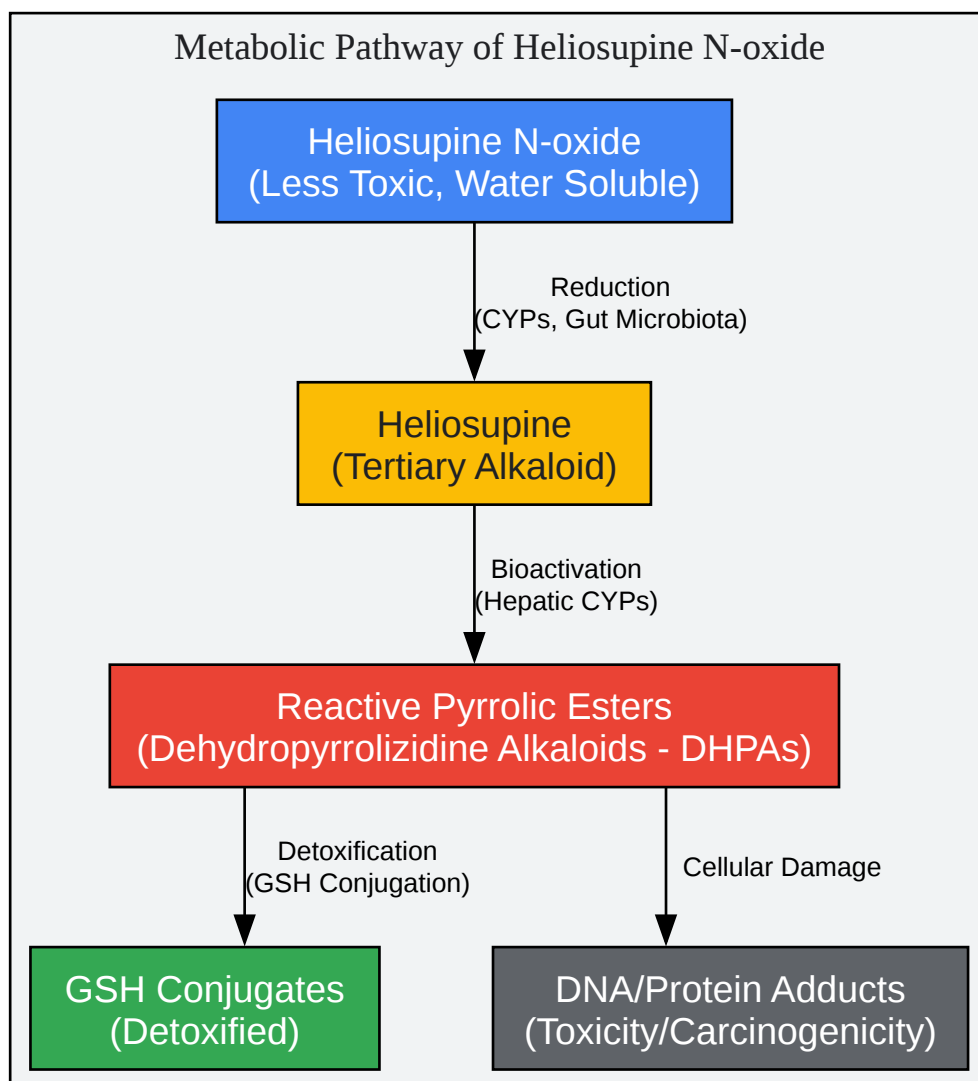 Metabolic Pathway of Heliosupine N-oxide
Heliosupine N-oxide
(Less Toxic, Water Soluble)
Reduction
(CYPs, Gut Microbiota)
Heliosupine
(Tertiary Alkaloid)
Bioactivation
(Hepatic CYPs)
Reactive Pyrrolic Esters
(Dehydropyrrolizidine Alkaloids - DHPAs)
Detoxification
(GSH Conjugation)
Cellular Damage
GSH Conjugates
(Detoxified)
DNA/Protein Adducts
(Toxicity/Carcinogenicity)